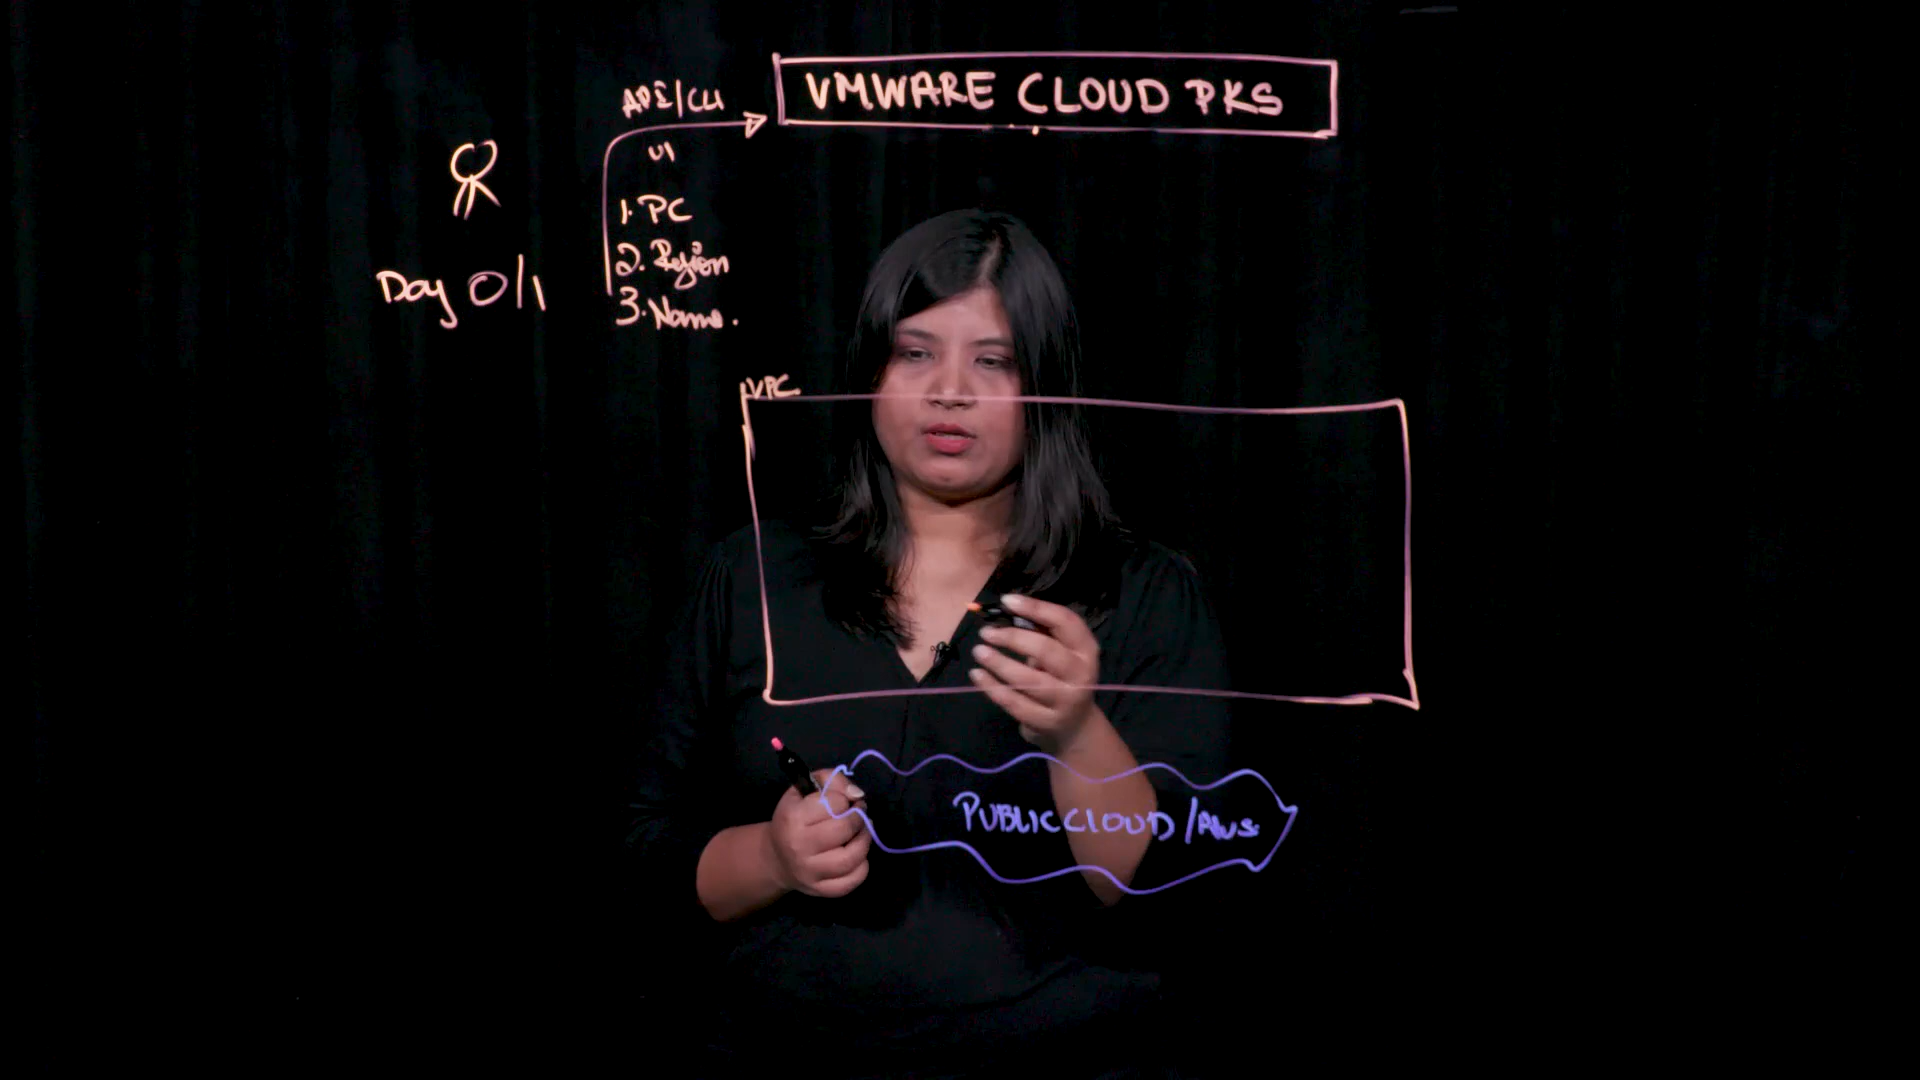 VMWARE CLOUD PKS
API/CLI
UI
1. PC
2. Region
3. Name.
Day 0/1
VPC
PUBLIC CLOUD/AWS